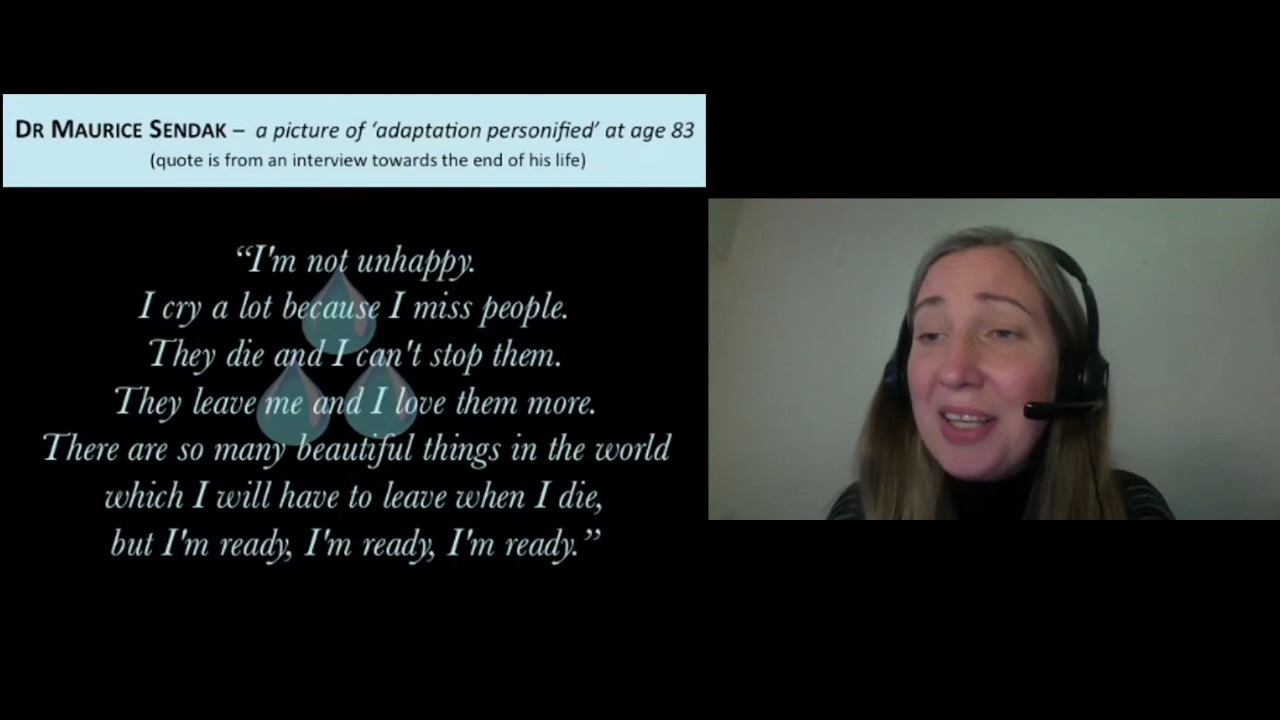 DR MAURICE SENDAK – a picture of ‘adaptation personified’ at age 83
(quote is from an interview towards the end of his life)
“I'm not unhappy.
I cry a lot because I miss people.
They die and I can't stop them.
They leave me and I love them more.
There are so many beautiful things in the world
which I will have to leave when I die,
but I'm ready, I'm ready, I'm ready.”